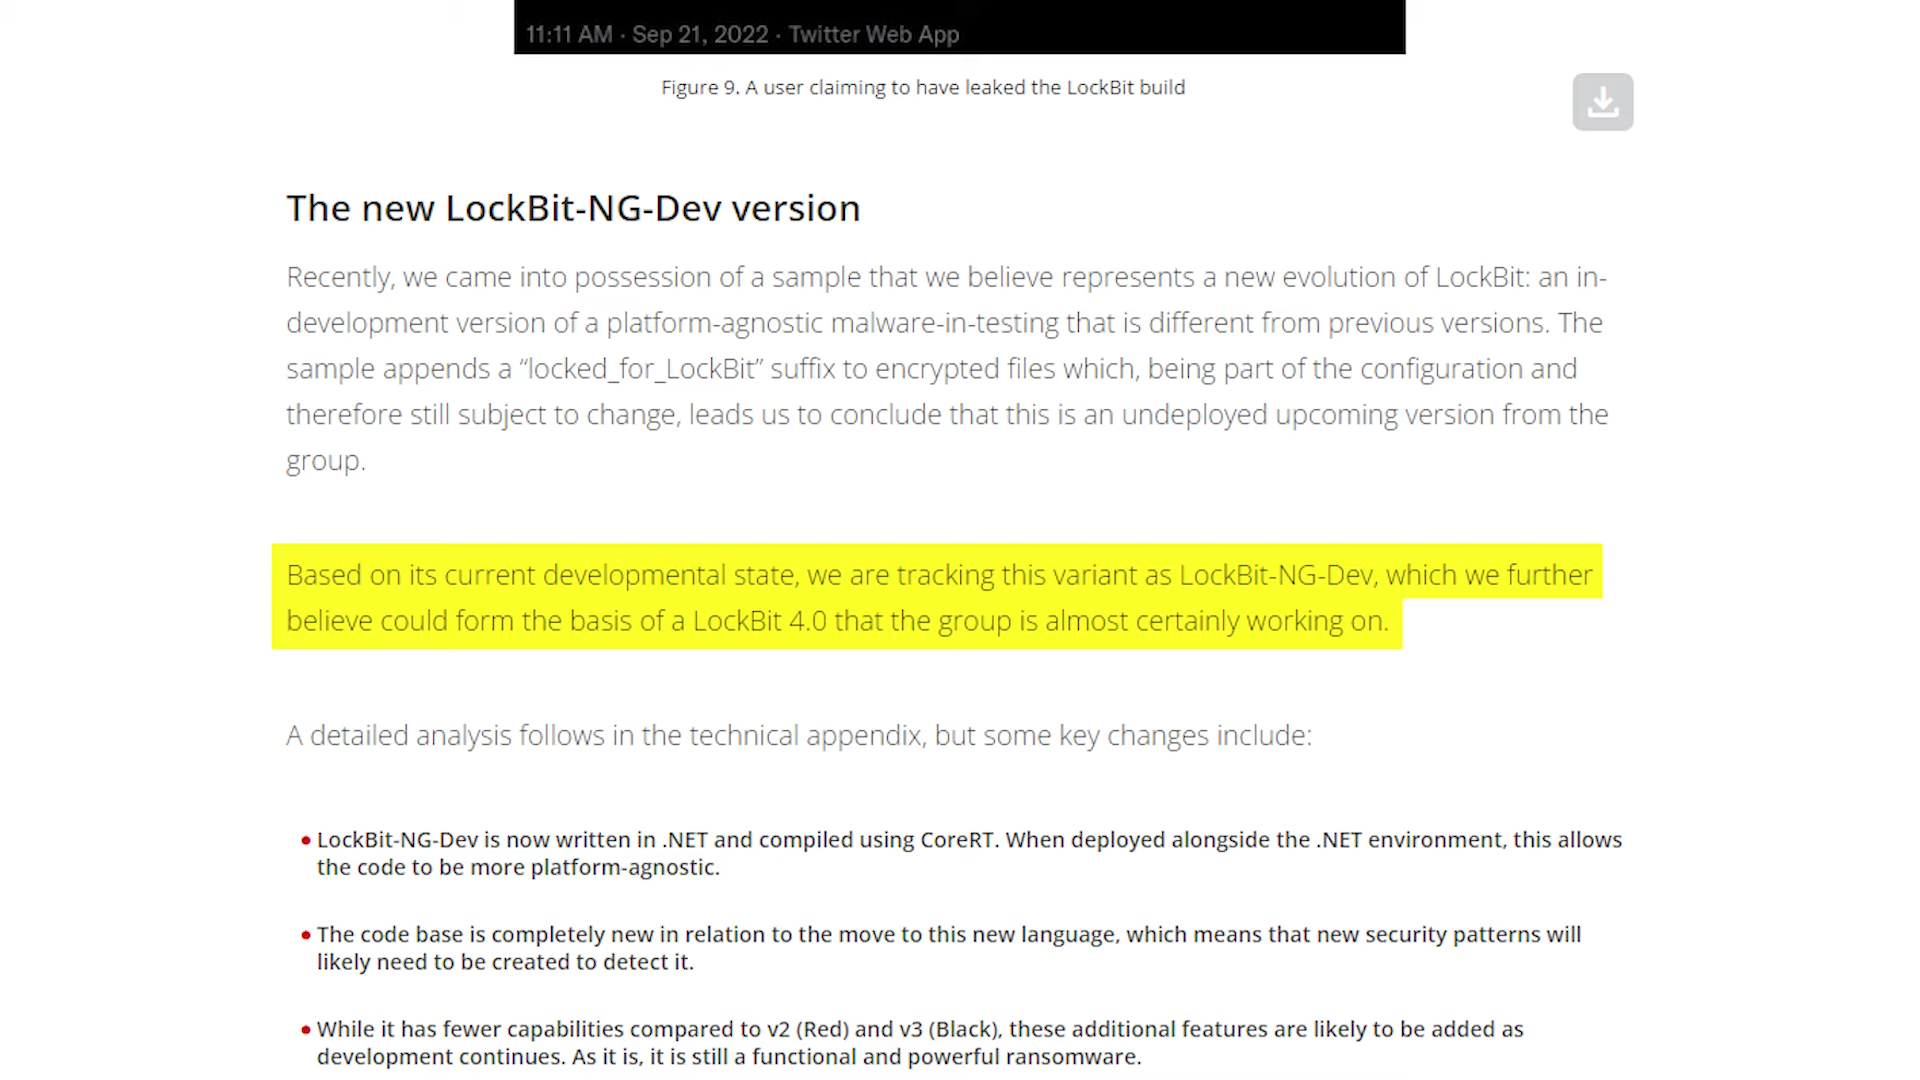 11:11 AM · Sep 21, 2022 · Twitter Web App
Figure 9. A user claiming to have leaked the LockBit build
The new LockBit-NG-Dev version
Recently, we came into possession of a sample that we believe represents a new evolution of LockBit: an in-
development version of a platform-agnostic malware-in-testing that is different from previous versions. The
sample appends a “locked_for_LockBit” suffix to encrypted files which, being part of the configuration and
therefore still subject to change, leads us to conclude that this is an undeployed upcoming version from the
group.
Based on its current developmental state, we are tracking this variant as LockBit-NG-Dev, which we further
believe could form the basis of a LockBit 4.0 that the group is almost certainly working on.
A detailed analysis follows in the technical appendix, but some key changes include:
• LockBit-NG-Dev is now written in .NET and compiled using CoreRT. When deployed alongside the .NET environment, this allows
the code to be more platform-agnostic.
• The code base is completely new in relation to the move to this new language, which means that new security patterns will
likely need to be created to detect it.
• While it has fewer capabilities compared to v2 (Red) and v3 (Black), these additional features are likely to be added as
development continues. As it is, it is still a functional and powerful ransomware.